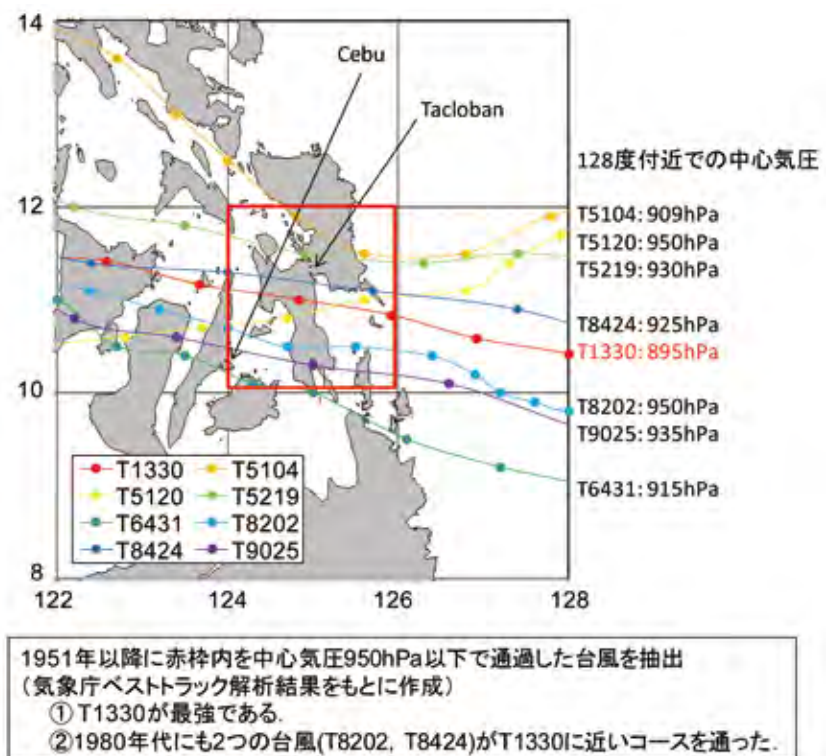 14
Cebu
Tacloban
128度付近での中心気圧
12
T5104:909hPa
T5120:950hPa
T5219:930hPa
T8424:925hPa
T1330:895hPa
10
T8202:950hPa
T9025:935hPa
T6431:915hPa
T1330 T5104
T5120 T5219
T6431 T8202
T8424 T9025
8
122 124 126 128
1951年以降に赤枠内を中心気圧950hPa以下で通過した台風を抽出
(気象庁ベストトラック解析結果をもとに作成)
① T1330が最強である.
②1980年代にも2つの台風(T8202, T8424)がT1330に近いコースを通った.